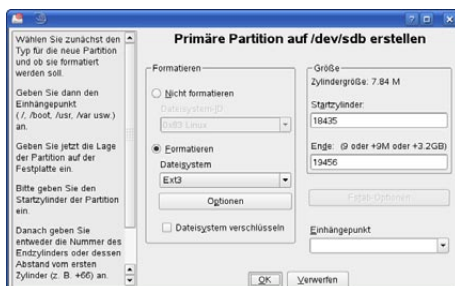 Wählen Sie zunächst den
Typ für die neue Partition
und ob sie formatiert
werden soll.
Geben Sie dann den
Einhängepunkt
( /, /boot, /usr, /var usw.)
an.
Geben Sie jetzt die Lage
der Partition auf der
Festplatte ein.
Bitte geben Sie den
Startzylinder der Partition
ein.
Danach geben Sie
entweder die Nummer des
Endzylinders oder dessen
Abstand vom ersten
Zylinder (z. B. +66) an.
Primäre Partition auf /dev/sdb erstellen
Formatieren
Nicht formatieren
Dateisystem-ID:
0x83 Linux
Formatieren
Dateisystem
Ext3
Optionen
Dateisystem verschlüsseln
Größe
Zylindergröße: 7.84 M
Startzylinder:
18435
Ende: (9 oder +9M oder +3.2GB)
19456
Fstab-Optionen
Einhängepunkt
OK
Verwerfen